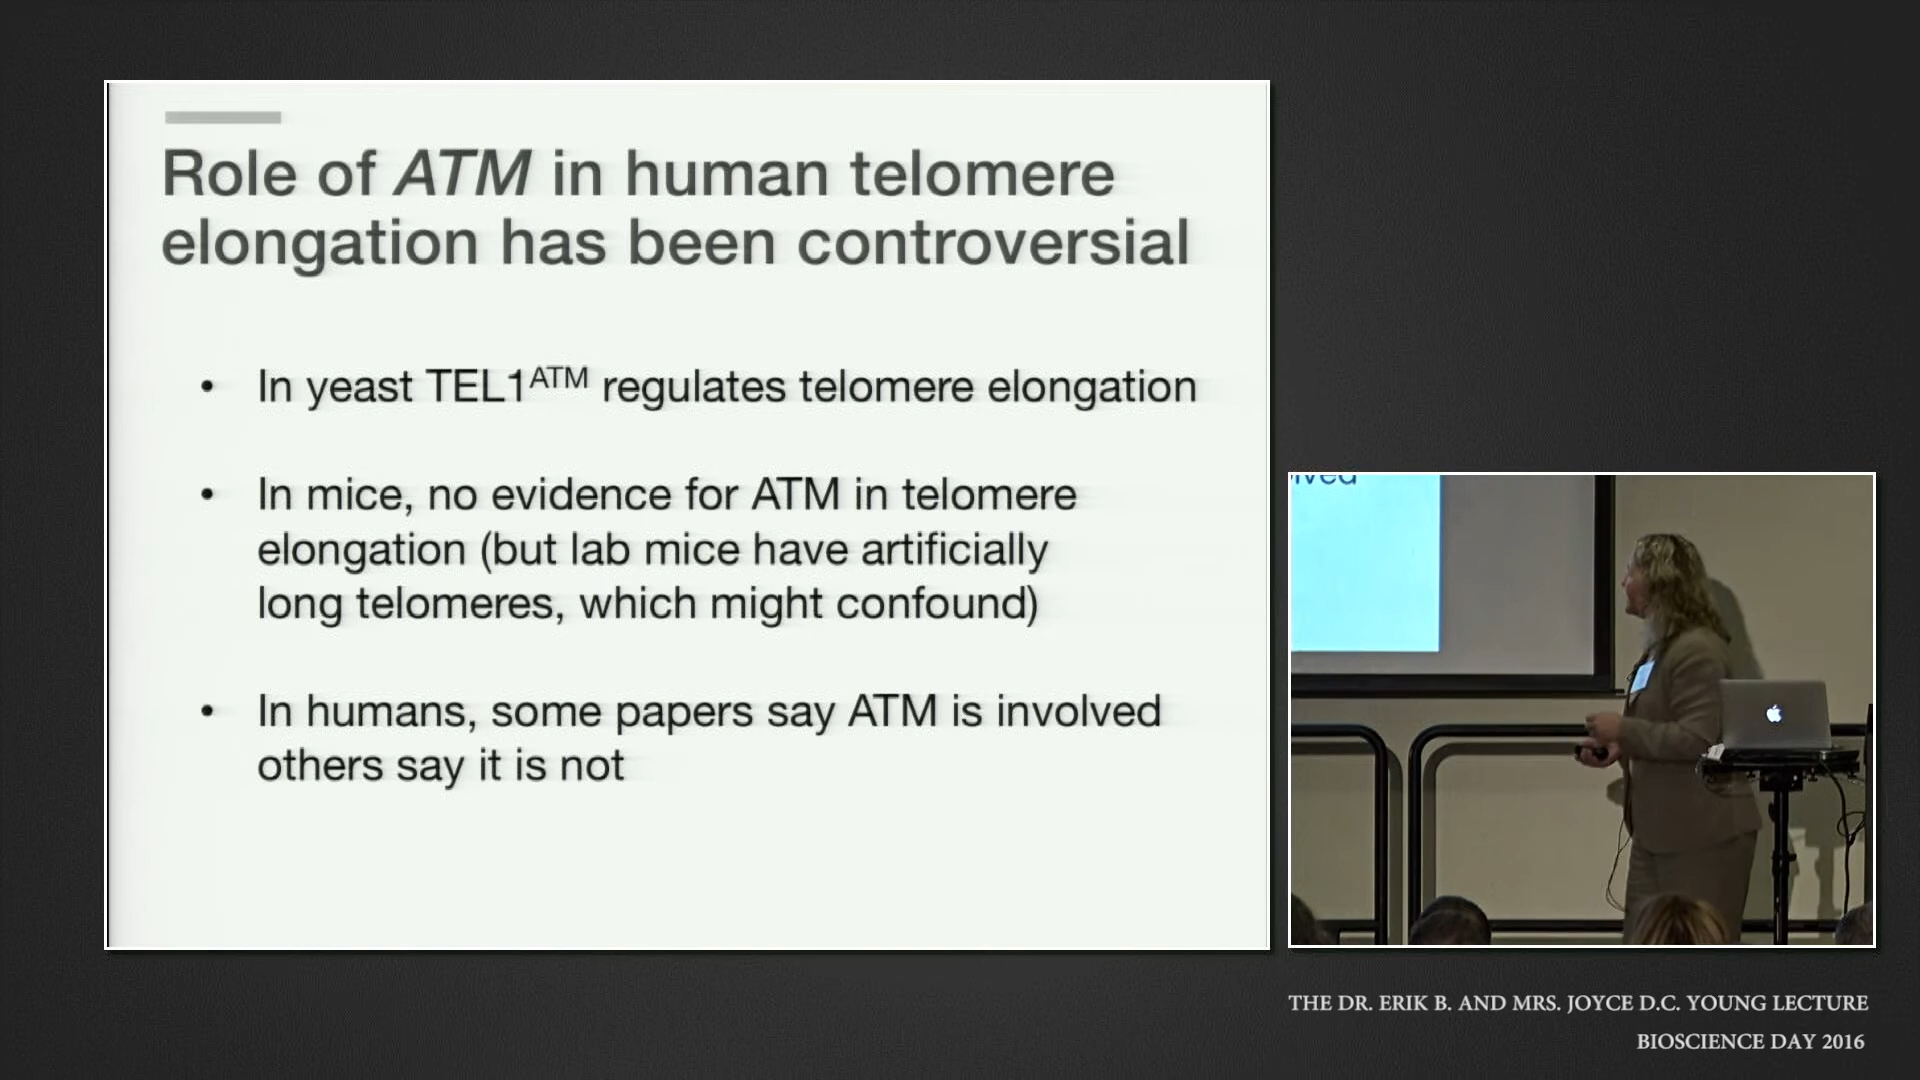 Role of ATM in human telomere
elongation has been controversial
• In yeast TEL1ᴬᵀᴹ regulates telomere elongation
• In mice, no evidence for ATM in telomere
elongation (but lab mice have artificially
long telomeres, which might confound)
• In humans, some papers say ATM is involved
others say it is not
THE DR. ERIK B. AND MRS. JOYCE D.C. YOUNG LECTURE
BIOSCIENCE DAY 2016